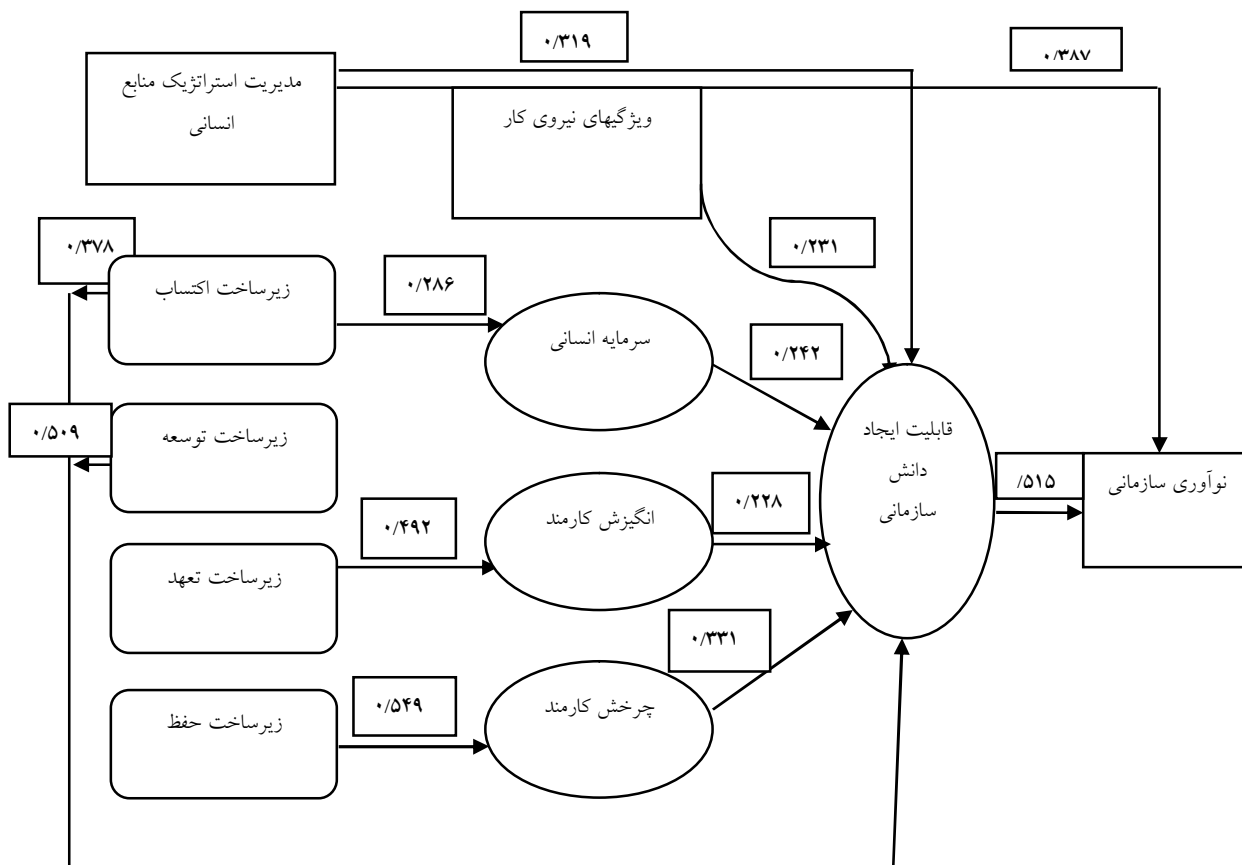 ۰/۳۱۹
۰/۳۸۷
مدیریت استراتژیک منابع
انسانی
ویژگیهای نیروی کار
۰/۳۷۸
۰/۲۳۱
زیرساخت اکتساب
۰/۲۸۶
سرمایه انسانی
۰/۲۴۲
۰/۵۰۹
زیرساخت توسعه
قابلیت ایجاد
دانش
سازمانی
/۵۱۵
نوآوری سازمانی
۰/۴۹۲
انگیزش کارمند
۰/۲۲۸
زیرساخت تعهد
۰/۳۳۱
زیرساخت حفظ
۰/۵۴۹
چرخش کارمند